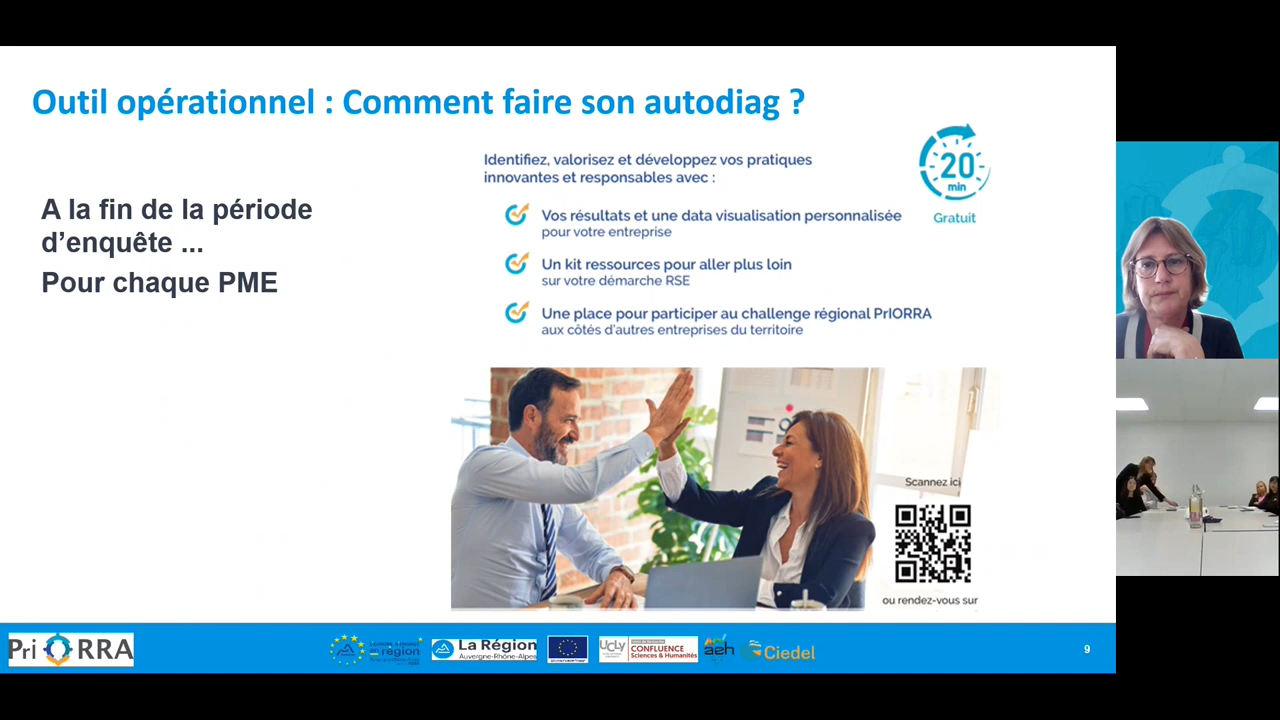 Outil opérationnel : Comment faire son autodiag ?
A la fin de la période
d’enquête ...
Pour chaque PME
Identifiez, valorisez et développez vos pratiques
innovantes et responsables avec :
Vos résultats et une data visualisation personnalisée
pour votre entreprise
Un kit ressources pour aller plus loin
sur votre démarche RSE
Une place pour participer au challenge régional PrIORRA
aux côtés d’autres entreprises du territoire
20
min
Gratuit
Scannez ici
ou rendez-vous sur
Pri ORRA
la région
La Région
Auvergne-Rhône-Alpes
UCLy
CONFLUENCE
Sciences & Humanités
aeh
Ciedel
9